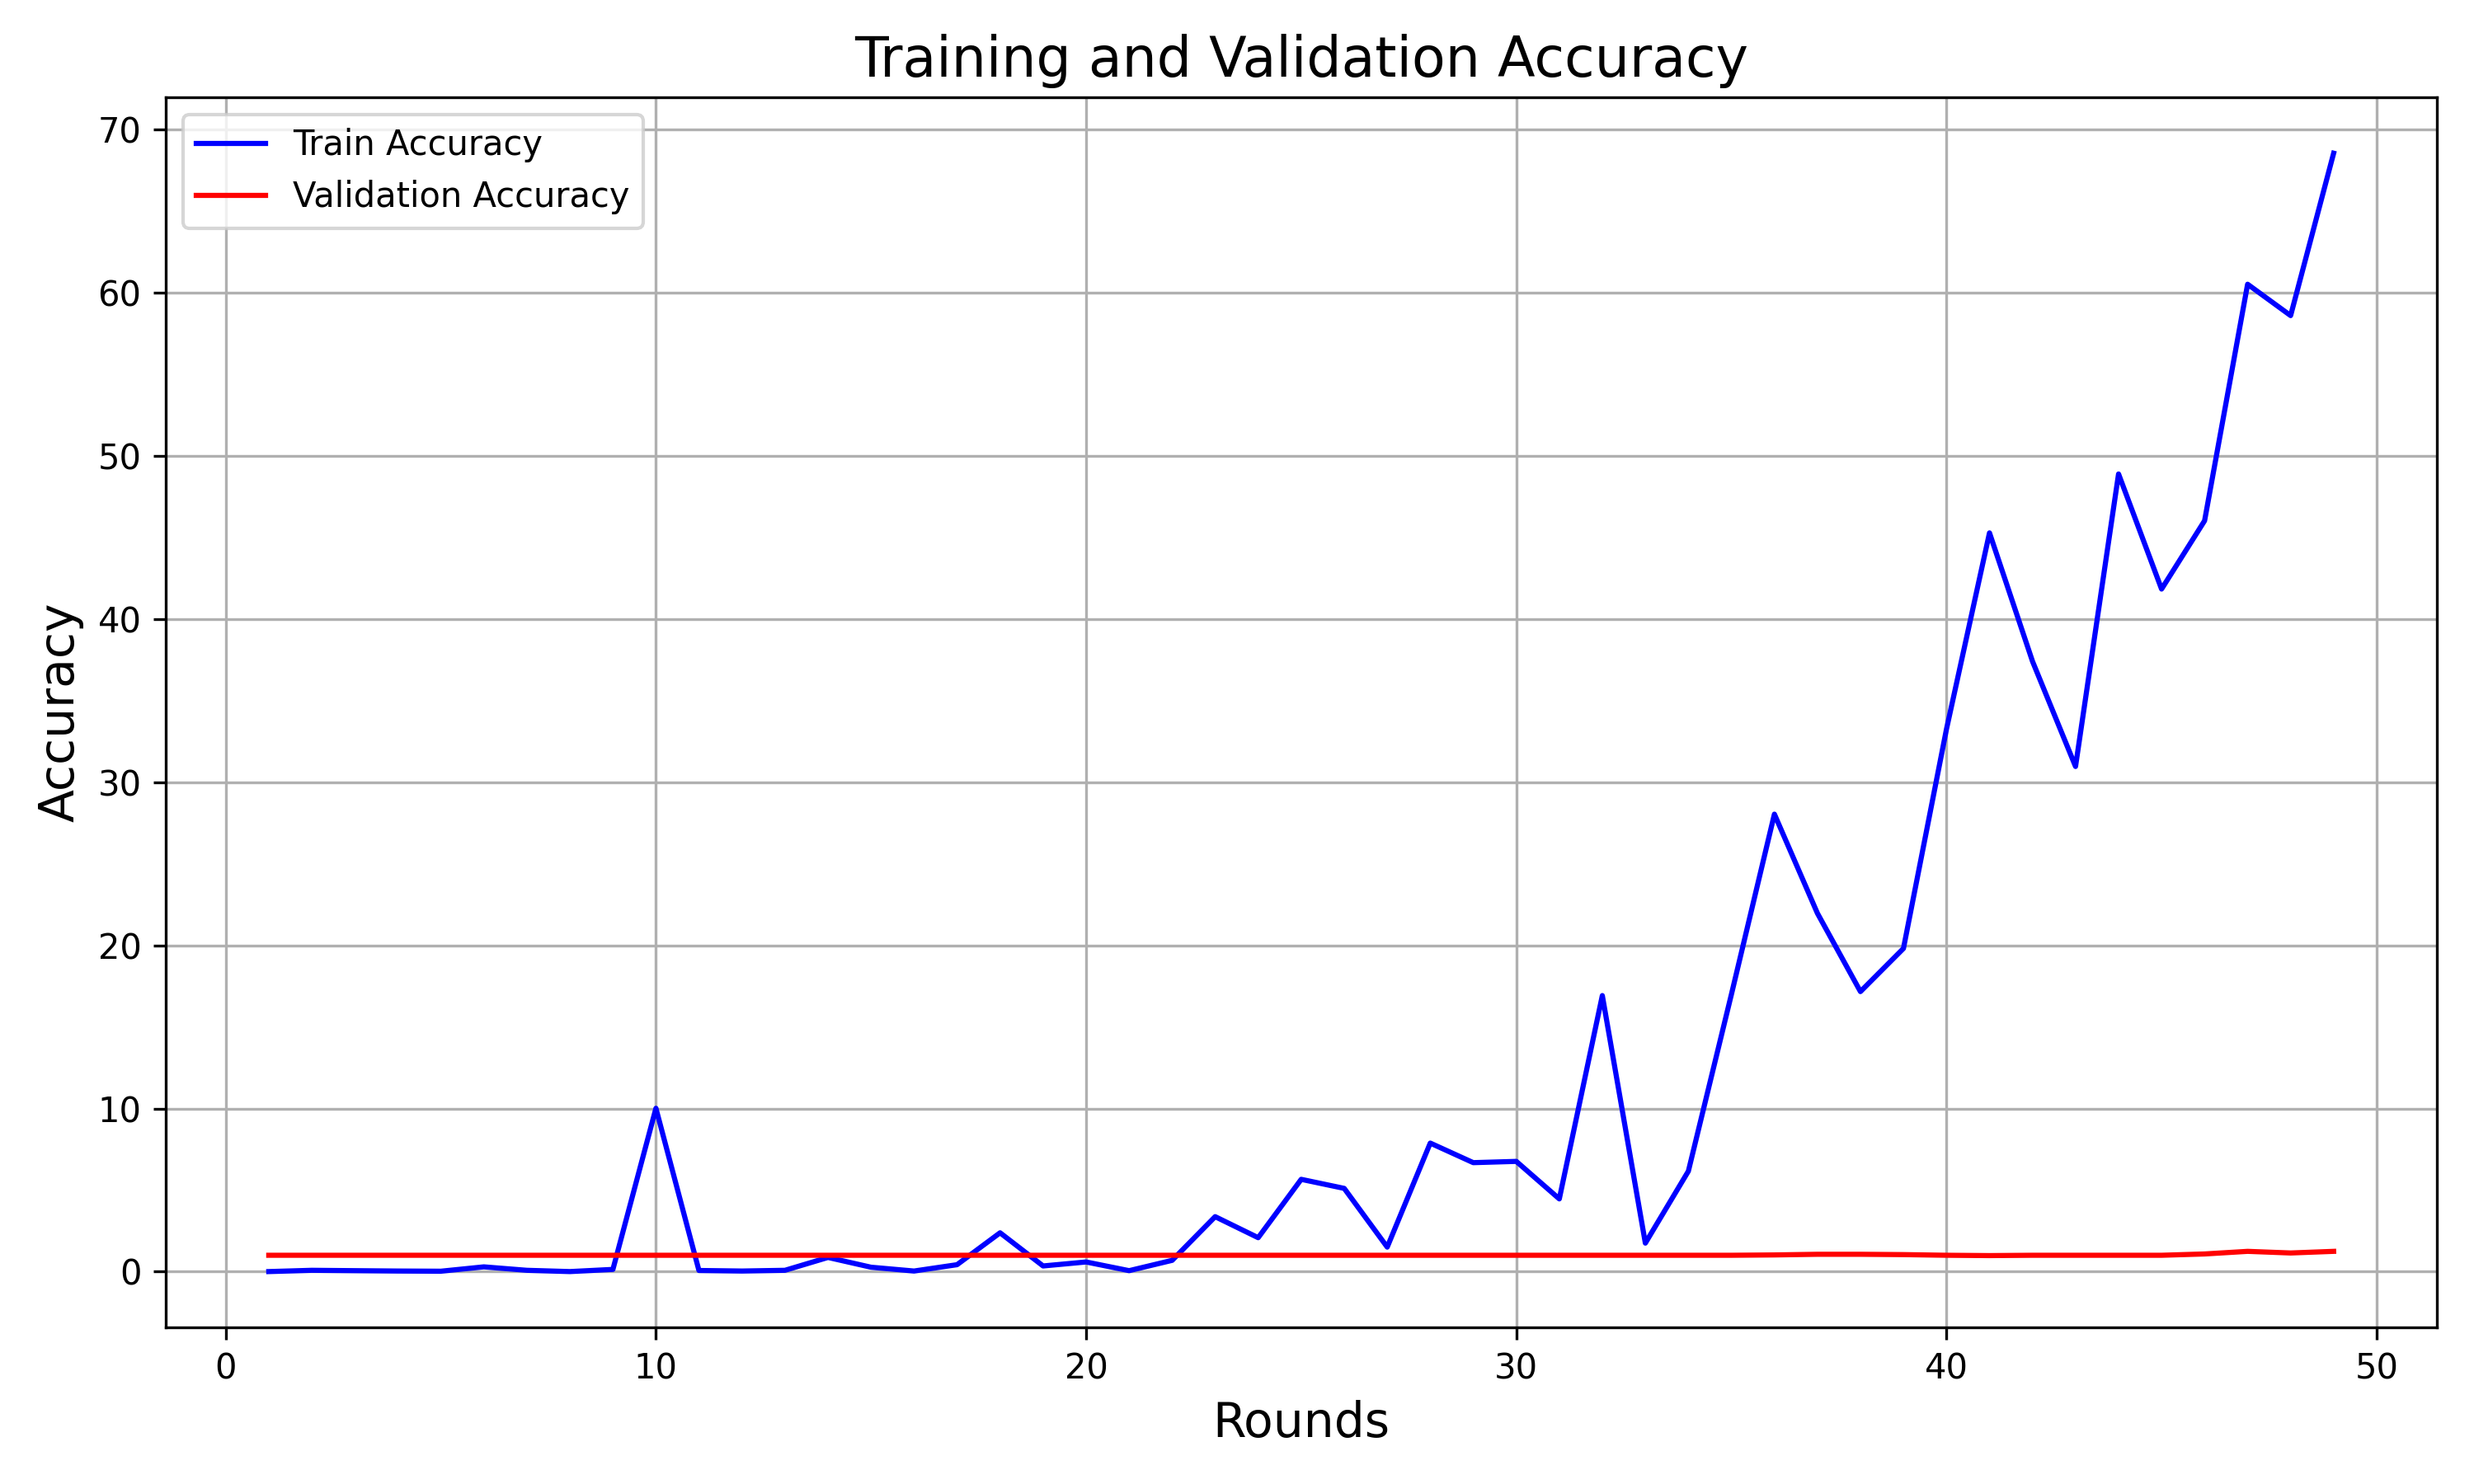 Training and Validation Accuracy
Train Accuracy
Validation Accuracy
Accuracy
70
60
50
40
30
20
10
0
0 10 20 30 40 50
Rounds